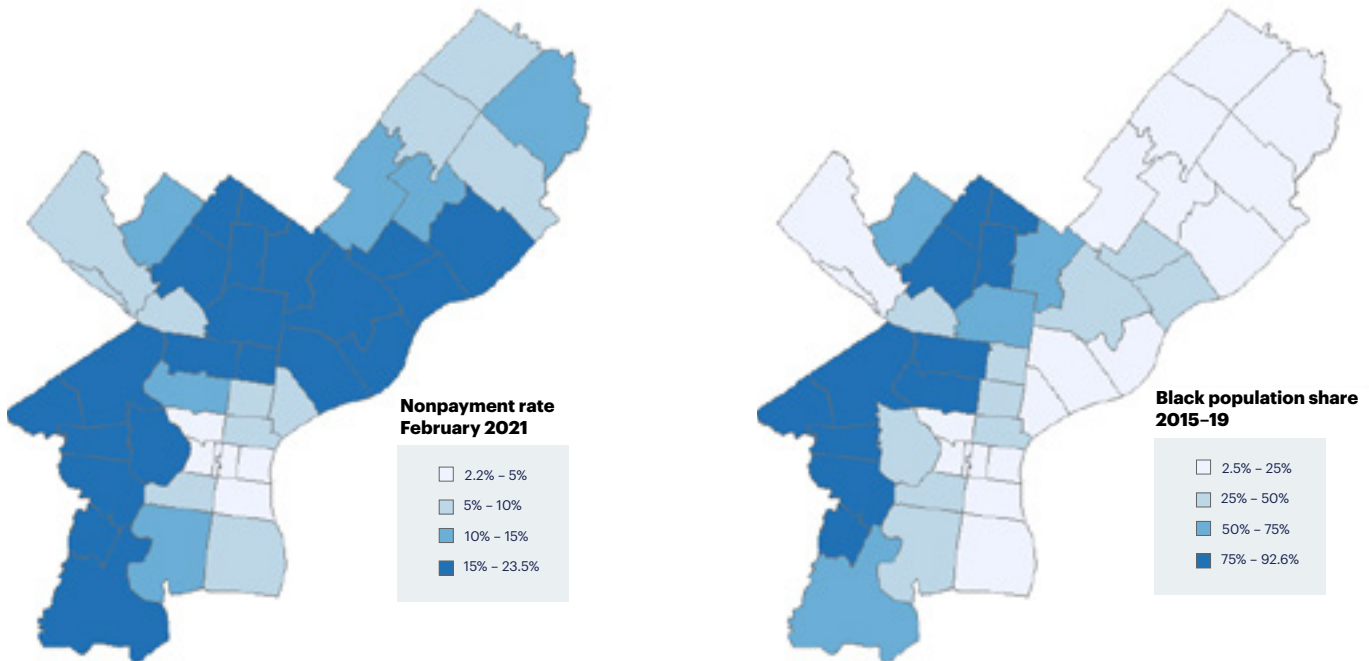 Nonpayment rate
February 2021
2.2% – 5%
5% – 10%
10% – 15%
15% – 23.5%
Black population share
2015–19
2.5% – 25%
25% – 50%
50% – 75%
75% – 92.6%